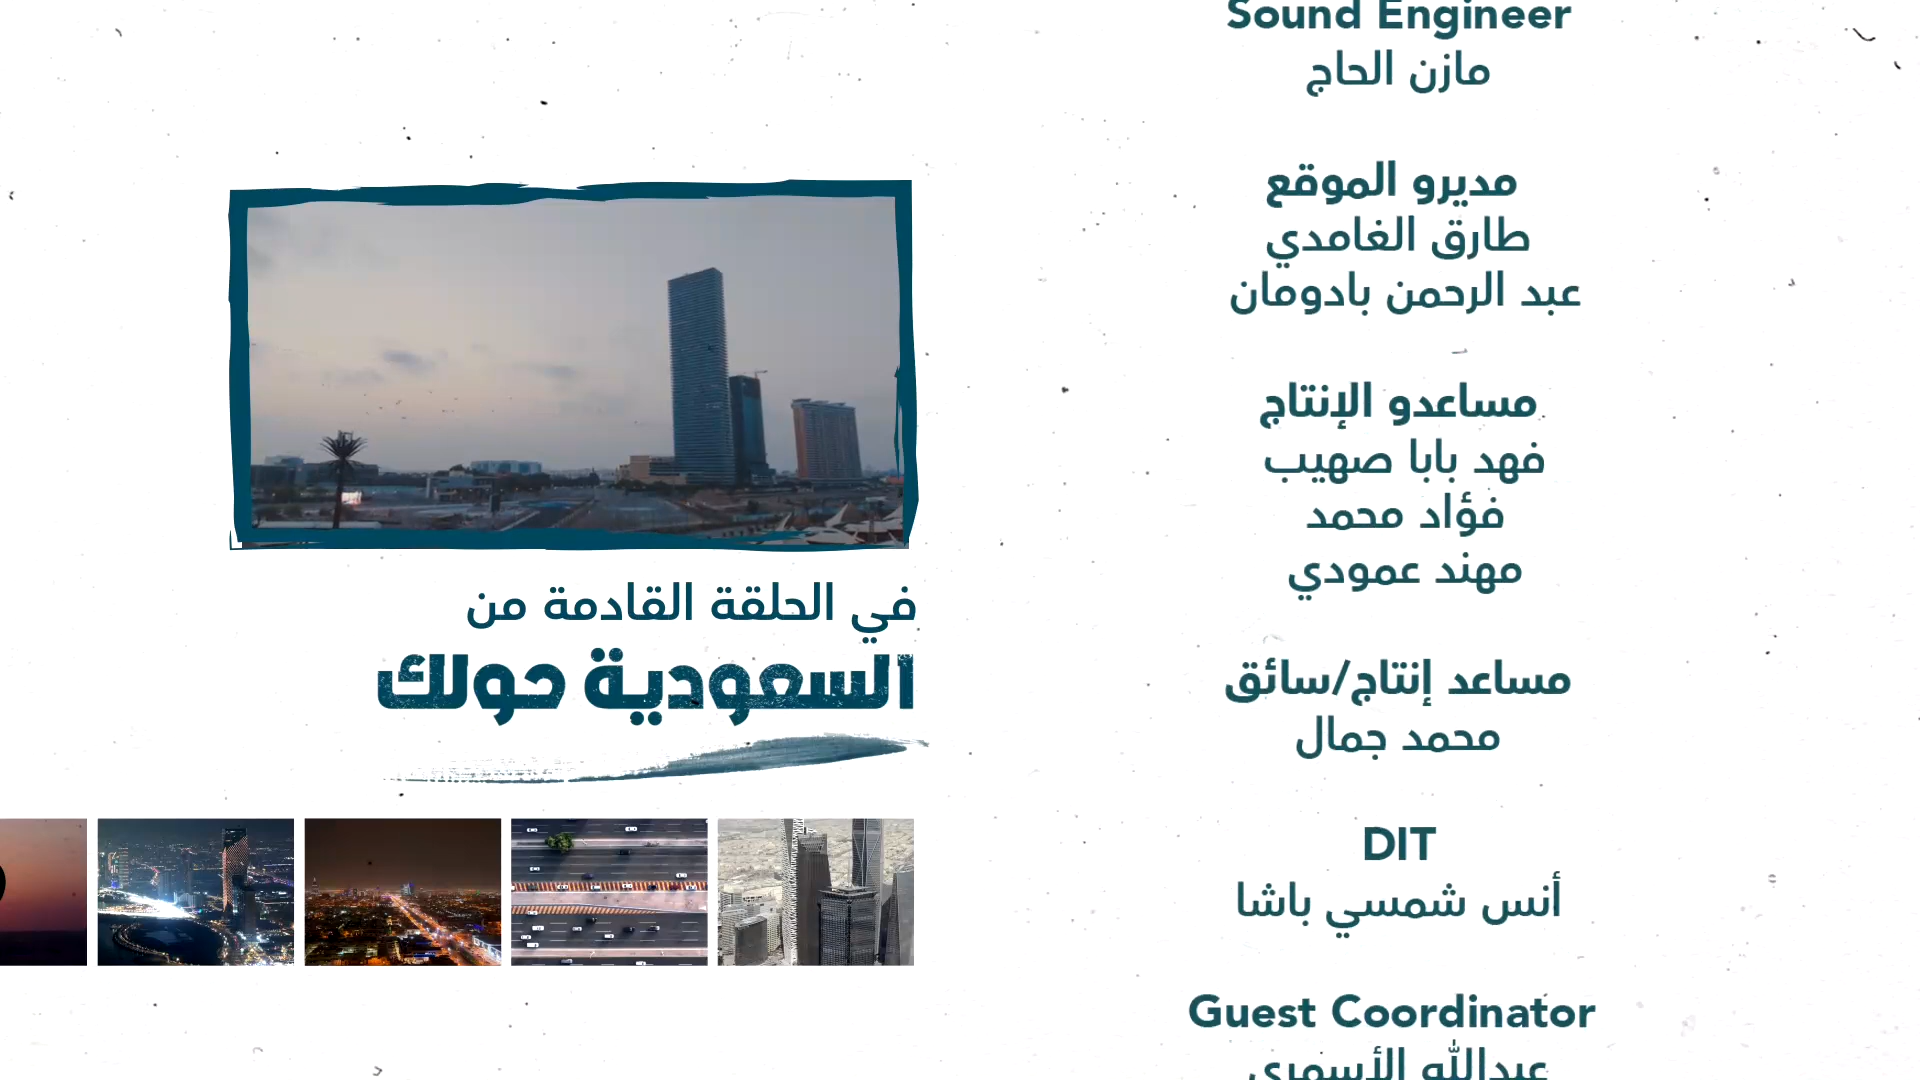 في الحلقة القادمة من
السعودية حولك
Sound Engineer
مازن الحاج
مديرو الموقع
طارق الغامدي
عبد الرحمن بادومان
مساعدو الإنتاج
فهد بابا صهيب
فؤاد محمد
مهند عمودي
مساعد إنتاج/سائق
محمد جمال
DIT
أنس شمسي باشا
Guest Coordinator
عبدالله الأسمري